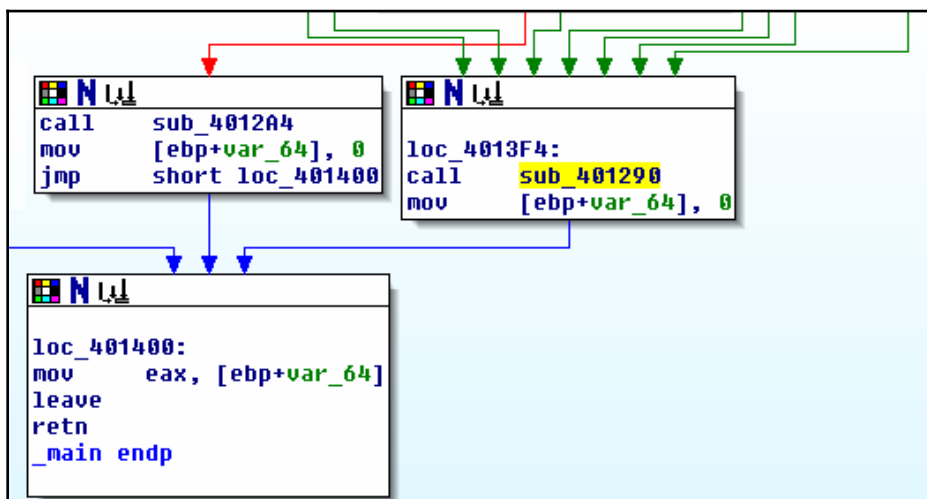 N
call sub_4012A4
mov [ebp+var_64], 0
jmp short loc_401400
N
loc_4013F4:
call sub_401290
mov [ebp+var_64], 0
N
loc_401400:
mov eax, [ebp+var_64]
leave
retn
_main endp